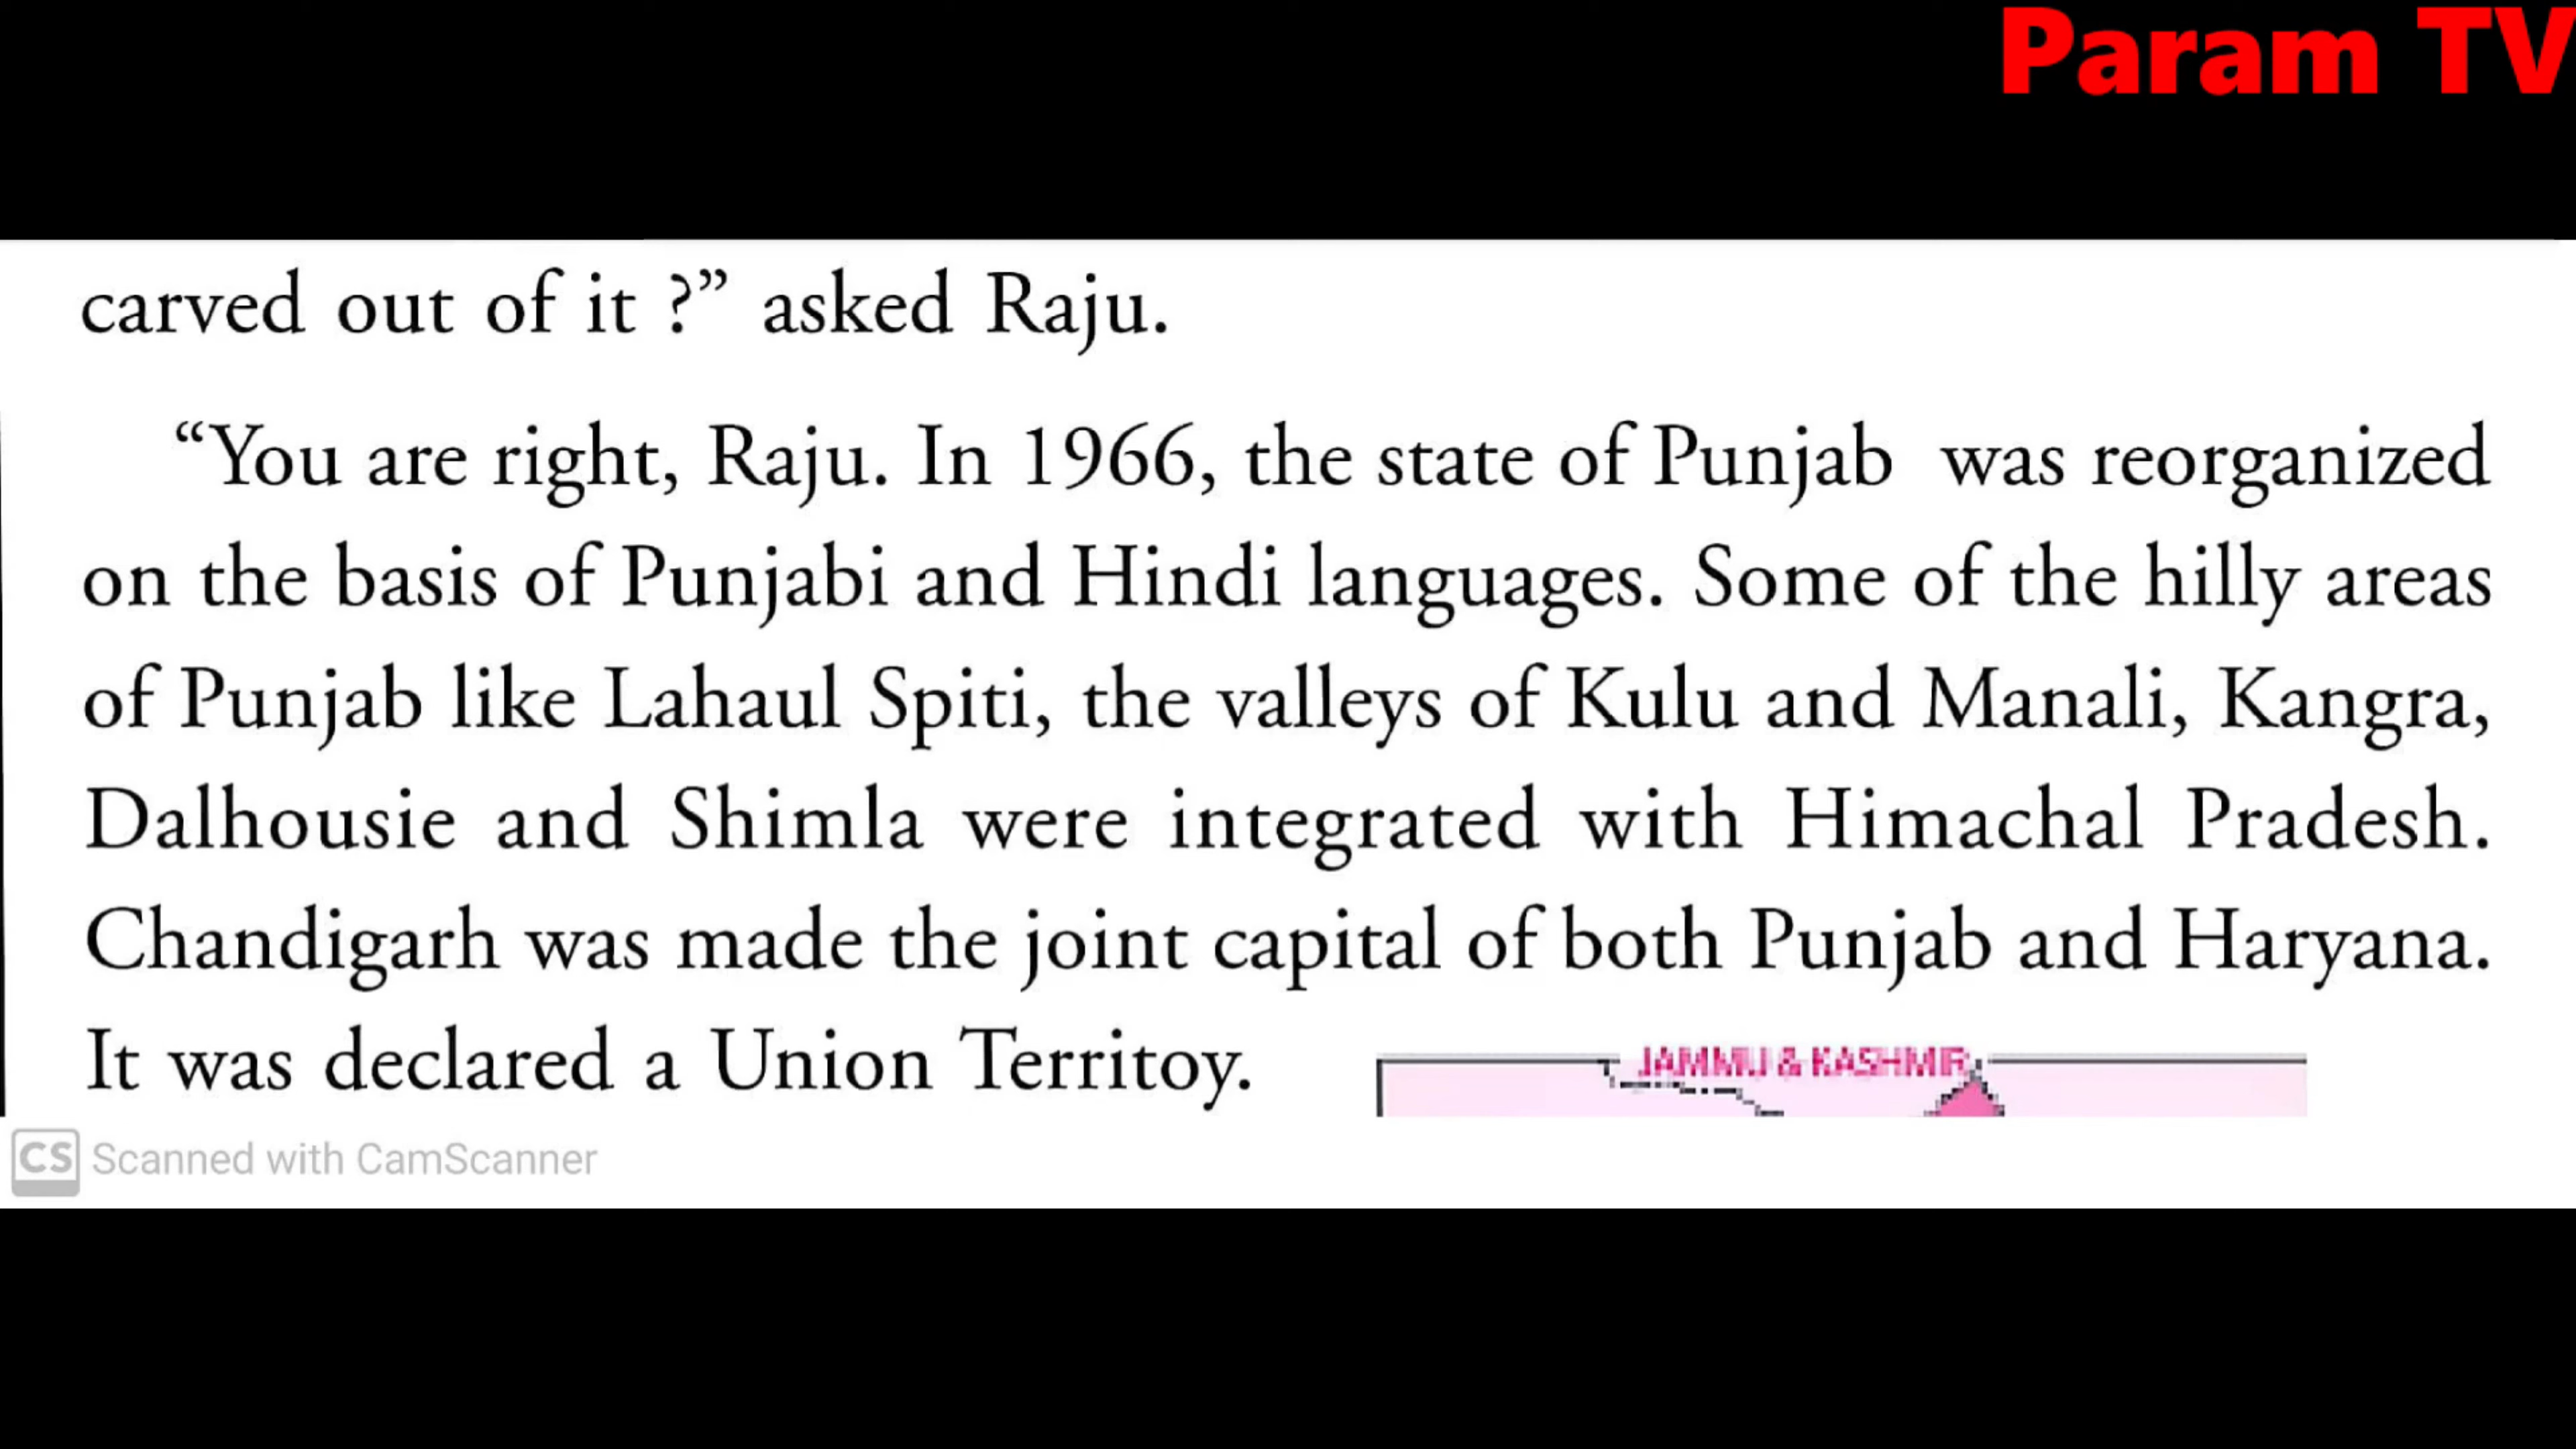 Param TV
carved out of it ?” asked Raju.
“You are right, Raju. In 1966, the state of Punjab was reorganized
on the basis of Punjabi and Hindi languages. Some of the hilly areas
of Punjab like Lahaul Spiti, the valleys of Kulu and Manali, Kangra,
Dalhousie and Shimla were integrated with Himachal Pradesh.
Chandigarh was made the joint capital of both Punjab and Haryana.
It was declared a Union Territoy.
JAMMU & KASHMIR
CS Scanned with CamScanner